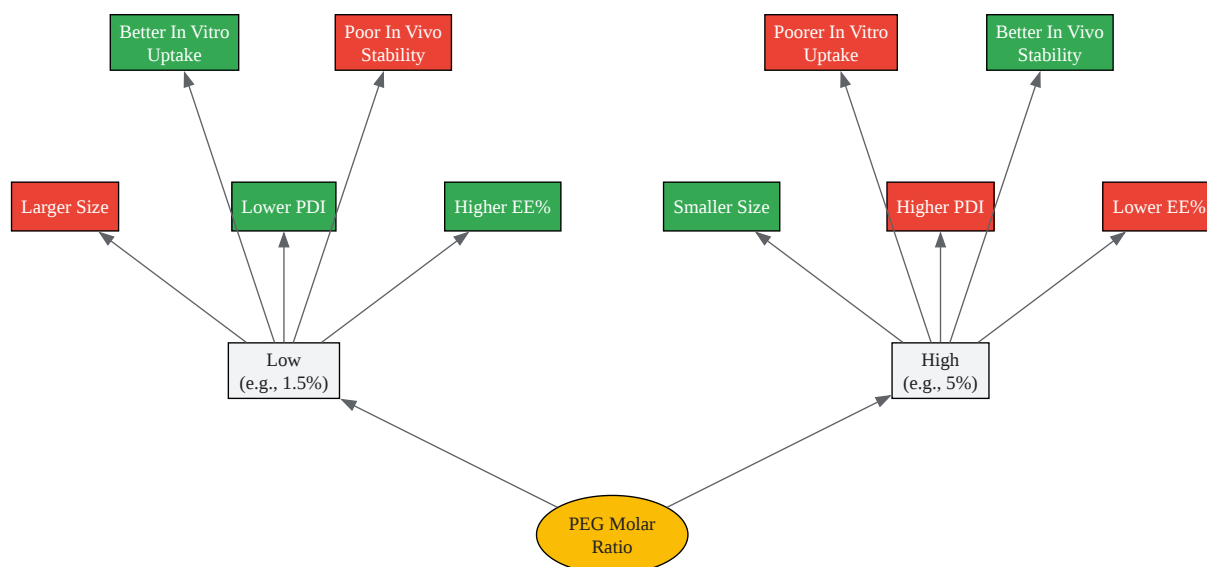 Better In Vitro
Uptake
Poor In Vivo
Stability
Poorer In Vitro
Uptake
Better In Vivo
Stability
Larger Size
Lower PDI
Higher EE%
Smaller Size
Higher PDI
Lower EE%
Low
(e.g., 1.5%)
High
(e.g., 5%)
PEG Molar
Ratio